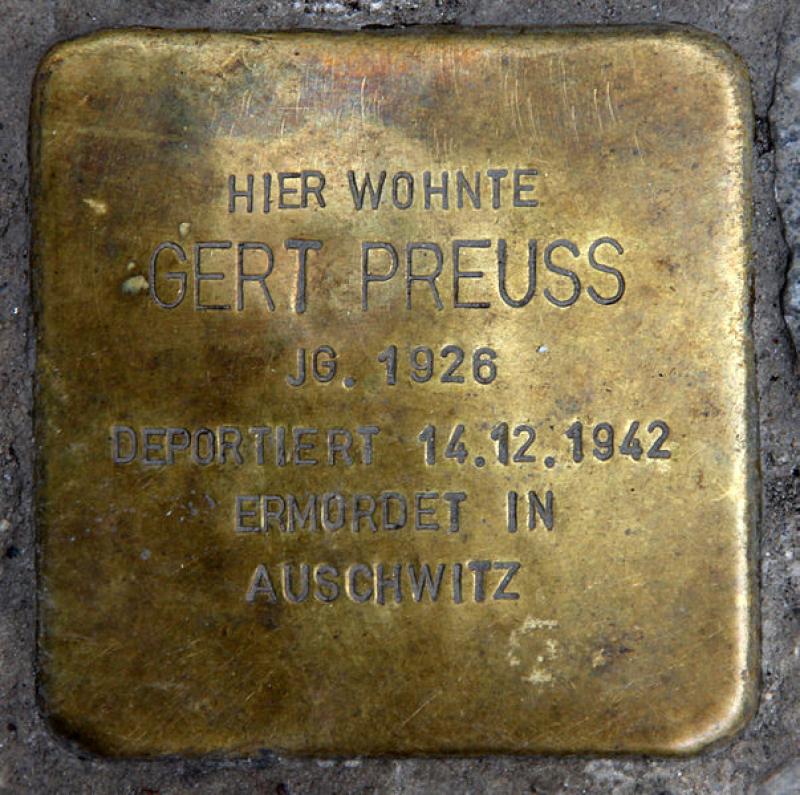 HIER WOHNTE
GERT PREUSS
JG. 1926
DEPORTIERT 14.12.1942
ERMORDET IN
AUSCHWITZ